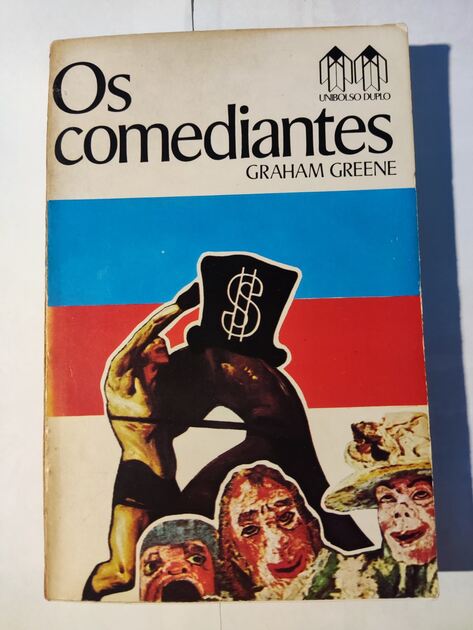 Os
comediantes
UNIBOLSO DUPLO
GRAHAM GREENE
$